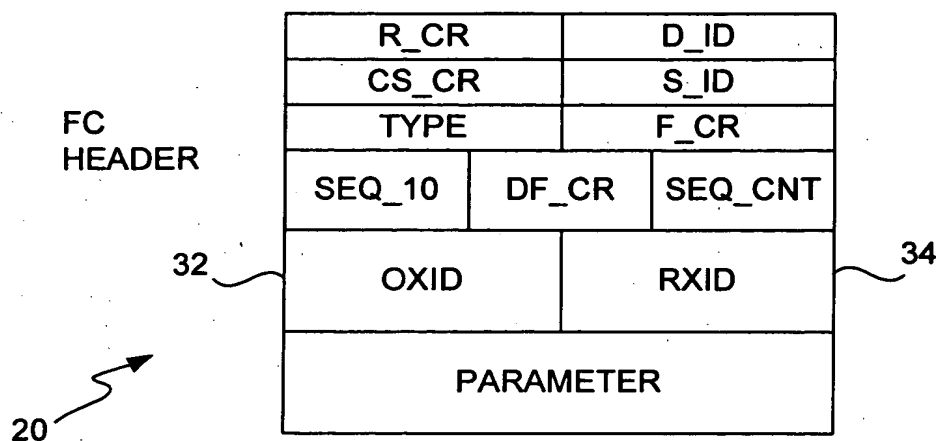 R_CR D_ID
CS_CR S_ID
FC
HEADER
TYPE F_CR
SEQ_10 DF_CR SEQ_CNT
32 OXID RXID 34
PARAMETER
20